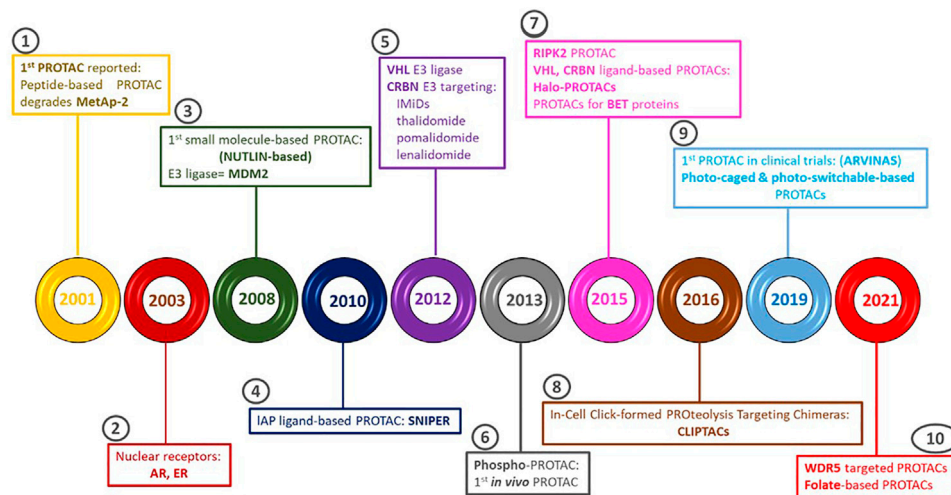 1
1st PROTAC reported:
Peptide-based PROTAC
degrades MetAp-2
3
1st small molecule-based PROTAC:
(NUTLIN-based)
E3 ligase= MDM2
5
VHL E3 ligase
CRBN E3 targeting:
IMiDs
thalidomide
pomalidomide
lenalidomide
7
RIPK2 PROTAC
VHL, CRBN ligand-based PROTACs:
Halo-PROTACs
PROTACs for BET proteins
9
1st PROTAC in clinical trials: (ARVINAS)
Photo-caged & photo-switchable-based
PROTACs
2001
2003
2008
2010
2012
2013
2015
2016
2019
2021
2
Nuclear receptors:
AR, ER
4
IAP ligand-based PROTAC: SNIPER
6
Phospho-PROTAC:
1st in vivo PROTAC
8
In-Cell Click-formed PROteolysis Targeting Chimeras:
CLIPTACs
10
WDR5 targeted PROTACs
Folate-based PROTACs